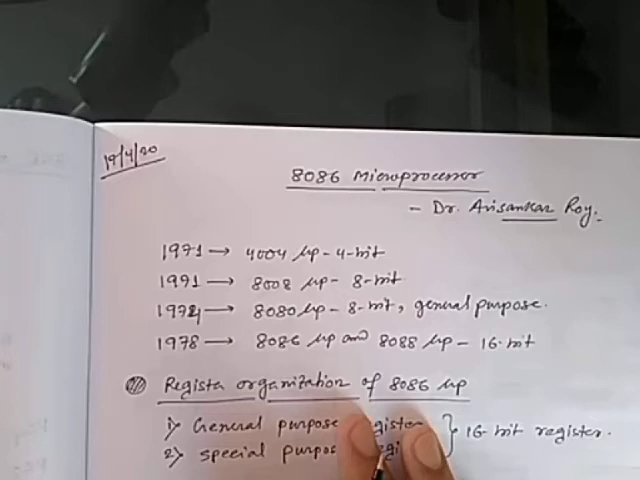 19/4/20
8086 Microprocessor
- Dr. Arisankar Roy.
1971 → 4004 μp - 4-bit
1991 → 8008 μp - 8-bit
1974 → 8080 μp - 8-bit, general purpose.
1978 → 8086 μp and 8088 μp - 16-bit
Register organization of 8086 μp
1) General purpose register
2) special purpose } 16-bit register.